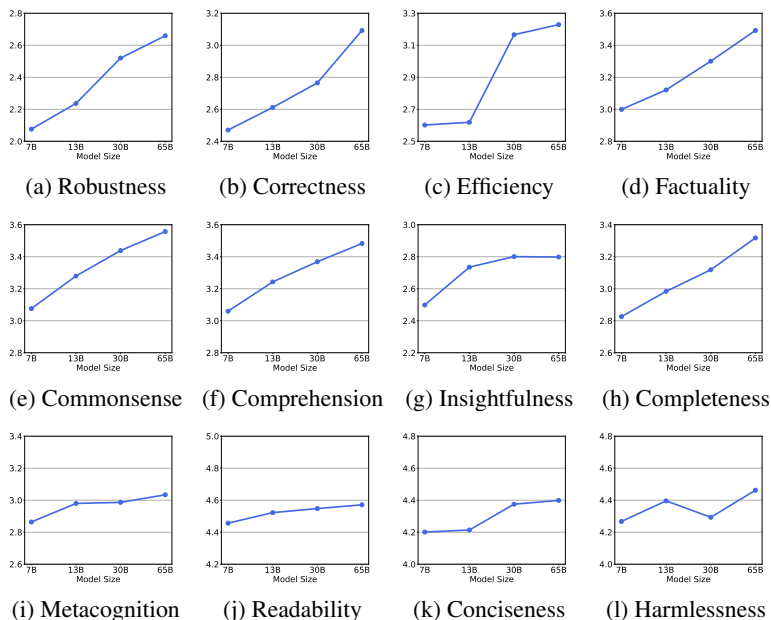 2.8
2.6
2.4
2.2
2.0
7B 13B 30B 65B
Model Size
(a) Robustness
3.2
3.0
2.8
2.6
2.4
7B 13B 30B 65B
Model Size
(b) Correctness
3.3
3.1
2.9
2.7
2.5
7B 13B 30B 65B
Model Size
(c) Efficiency
3.6
3.4
3.2
3.0
2.8
7B 13B 30B 65B
Model Size
(d) Factuality
3.6
3.4
3.2
3.0
2.8
7B 13B 30B 65B
Model Size
(e) Commonsense
3.6
3.4
3.2
3.0
2.8
7B 13B 30B 65B
Model Size
(f) Comprehension
3.0
2.8
2.6
2.4
2.2
7B 13B 30B 65B
Model Size
(g) Insightfulness
3.4
3.2
3.0
2.8
2.6
7B 13B 30B 65B
Model Size
(h) Completeness
3.4
3.2
3.0
2.8
2.6
7B 13B 30B 65B
Model Size
(i) Metacognition
5.0
4.8
4.6
4.4
4.2
7B 13B 30B 65B
Model Size
(j) Readability
4.8
4.6
4.4
4.2
4.0
7B 13B 30B 65B
Model Size
(k) Conciseness
4.8
4.6
4.4
4.2
4.0
7B 13B 30B 65B
Model Size
(l) Harmlessness